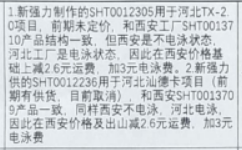 1.新强力制作的SHT0012305用于河北TX-2
0项目，前期未定价，和西安工厂SHT00137
10产品结构一致，但西安是不电泳状态，
河北工厂是电泳状态，因此在西安价格基
础上减2.6元运费，加3元电泳费。2.新强力
供的SHT0012236用于河北汕德卡项目（前
期有供货，目前取消），和西安SHT001370
9产品一致，同样西安不电泳，河北电泳，
因此在西安价格及出山减2.6元运费，加3元
电泳费